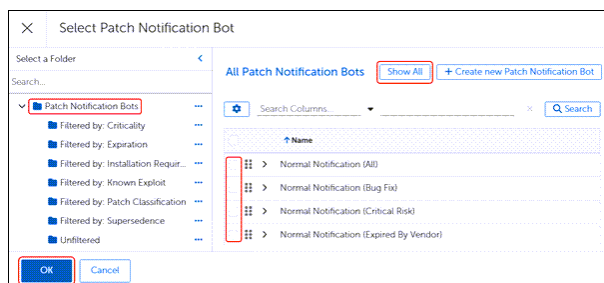 Select Patch Notification Bot
Select a Folder
Search...
Patch Notification Bots
Filtered by: Criticality
Filtered by: Expiration
Filtered by: Installation Requir...
Filtered by: Known Exploit
Filtered by: Patch Classification
Filtered by: Supersedence
Unfiltered
OK
Cancel
All Patch Notification Bots
Show All
+ Create new Patch Notification Bot
Search Columns...
Search
Name
Normal Notification (All)
Normal Notification (Bug Fix)
Normal Notification (Critical Risk)
Normal Notification (Expired By Vendor)